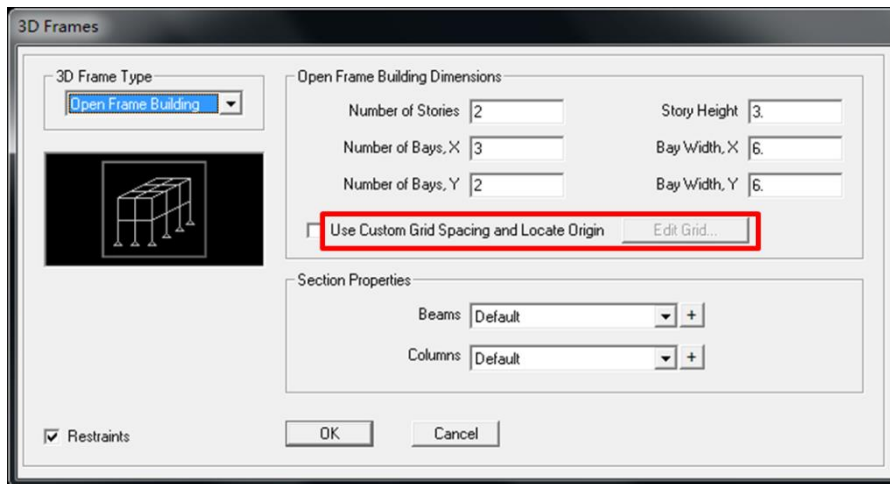 3D Frames
3D Frame Type
Open Frame Building
Open Frame Building Dimensions
Number of Stories 2 Story Height 3.
Number of Bays, X 3 Bay Width, X 6.
Number of Bays, Y 2 Bay Width, Y 6.
Use Custom Grid Spacing and Locate Origin Edit Grid...
Section Properties
Beams Default +
Columns Default +
Restraints OK Cancel